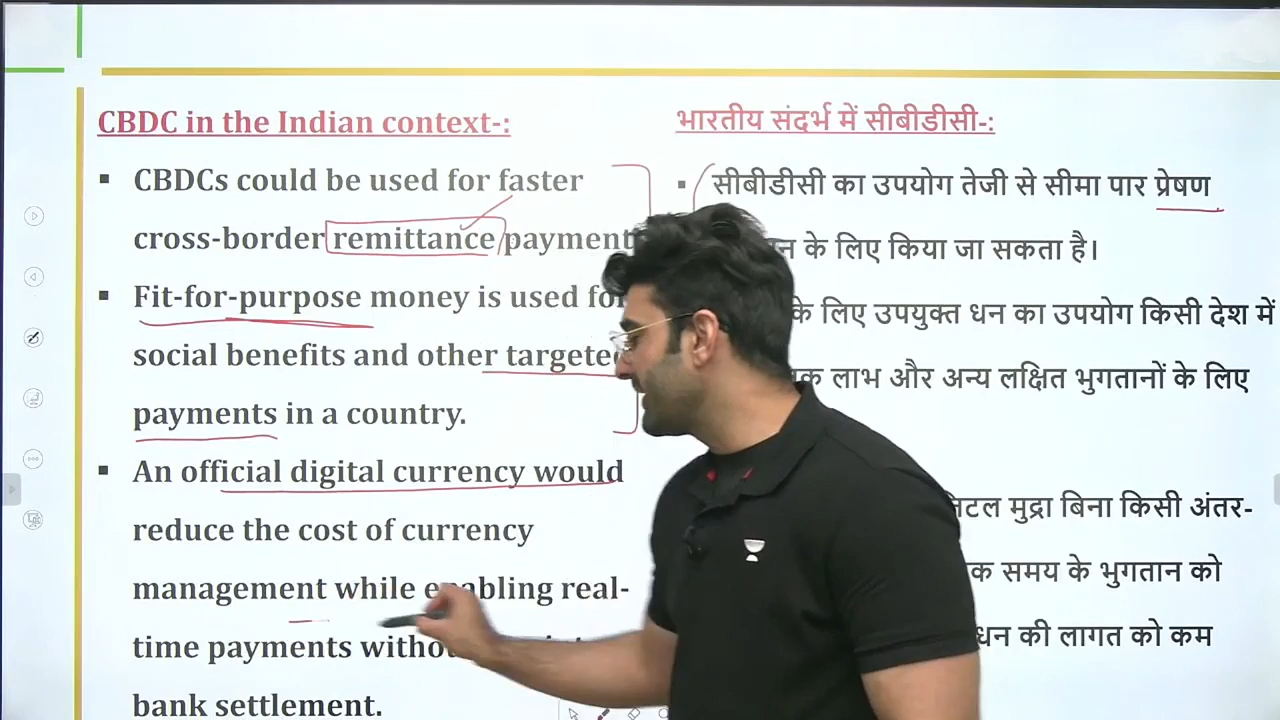 CBDC in the Indian context-:
▪ CBDCs could be used for faster
cross-border remittance payment
▪ Fit-for-purpose money is used for
social benefits and other targeted
payments in a country.
▪ An official digital currency would
reduce the cost of currency
management while enabling real-
time payments without
bank settlement.
भारतीय संदर्भ में सीबीडीसी-:
▪ सीबीडीसी का उपयोग तेजी से सीमा पार प्रेषण
के लिए किया जा सकता है।
के लिए उपयुक्त धन का उपयोग किसी देश में
लाभ और अन्य लक्षित भुगतानों के लिए
मुद्रा बिना किसी अंतर-
समय के भुगतान को
की लागत को कम